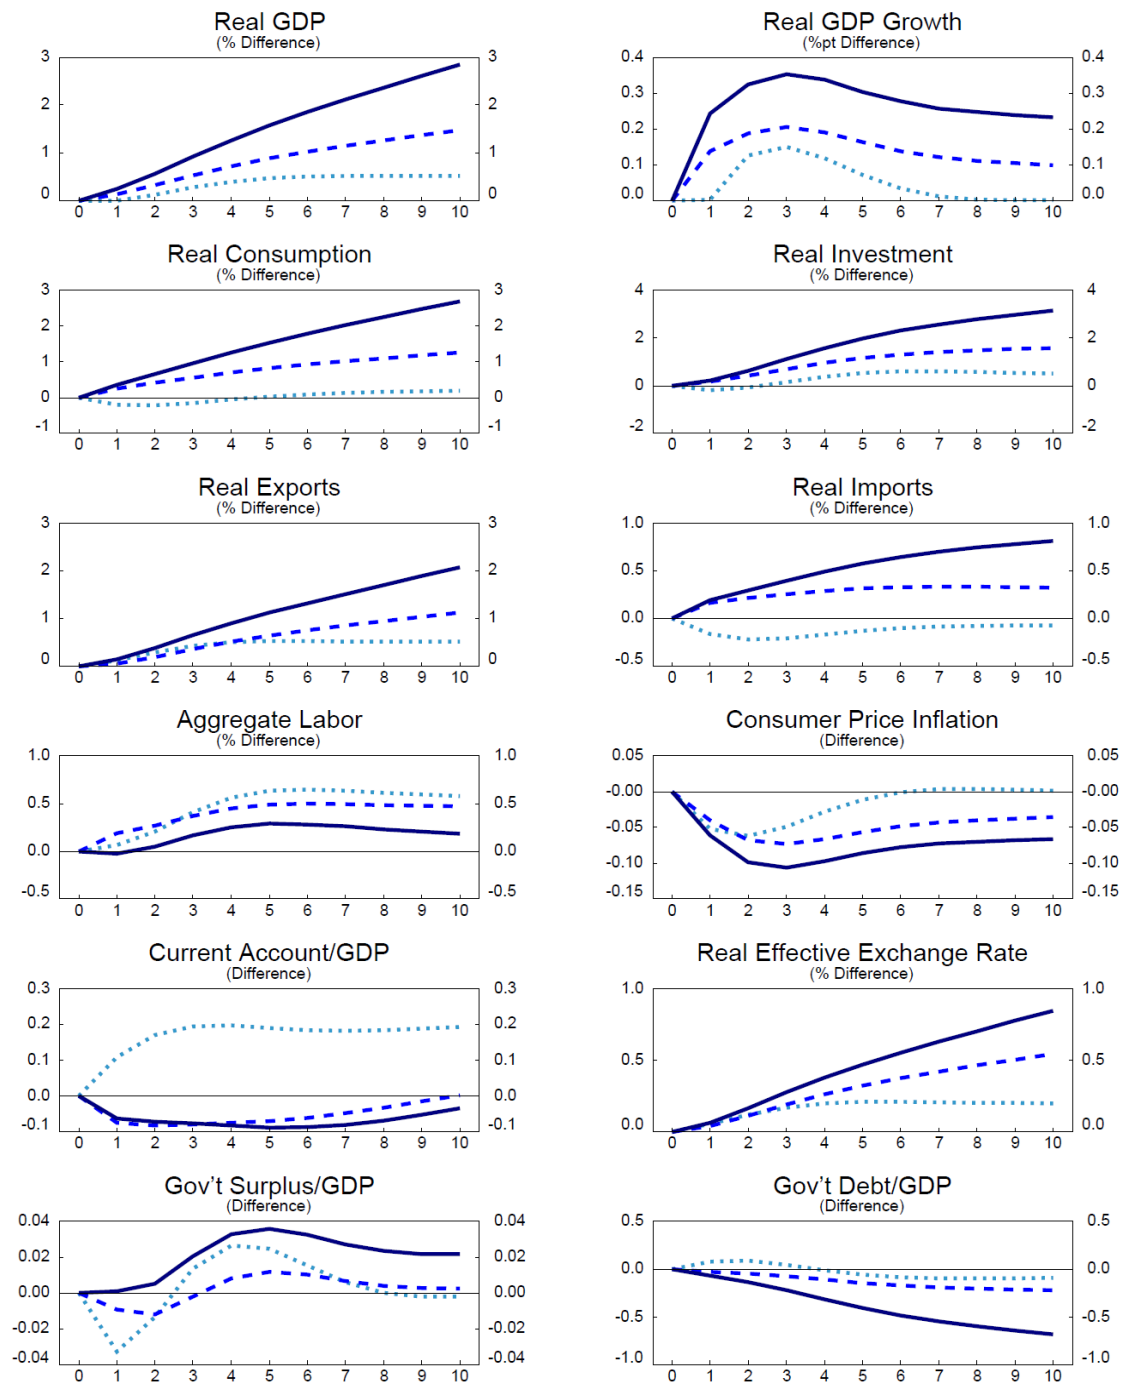 Real GDP
(% Difference)
3 3
2 2
1 1
0 0
0 1 2 3 4 5 6 7 8 9 10
Real GDP Growth
(%pt Difference)
0.4 0.4
0.3 0.3
0.2 0.2
0.1 0.1
0.0 0.0
0 1 2 3 4 5 6 7 8 9 10
Real Consumption
(% Difference)
3 3
2 2
1 1
0 0
-1 -1
0 1 2 3 4 5 6 7 8 9 10
Real Investment
(% Difference)
4 4
2 2
0 0
-2 -2
0 1 2 3 4 5 6 7 8 9 10
Real Exports
(% Difference)
3 3
2 2
1 1
0 0
0 1 2 3 4 5 6 7 8 9 10
Real Imports
(% Difference)
1.0 1.0
0.5 0.5
0.0 0.0
-0.5 -0.5
0 1 2 3 4 5 6 7 8 9 10
Aggregate Labor
(% Difference)
1.0 1.0
0.5 0.5
0.0 0.0
-0.5 -0.5
0 1 2 3 4 5 6 7 8 9 10
Consumer Price Inflation
(Difference)
0.05 0.05
-0.00 -0.00
-0.05 -0.05
-0.10 -0.10
-0.15 -0.15
0 1 2 3 4 5 6 7 8 9 10
Current Account/GDP
(Difference)
0.3 0.3
0.2 0.2
0.1 0.1
0.0 0.0
-0.1 -0.1
0 1 2 3 4 5 6 7 8 9 10
Real Effective Exchange Rate
(% Difference)
1.0 1.0
0.5 0.5
0.0 0.0
0 1 2 3 4 5 6 7 8 9 10
Gov't Surplus/GDP
(Difference)
0.04 0.04
0.02 0.02
0.00 0.00
-0.02 -0.02
-0.04 -0.04
0 1 2 3 4 5 6 7 8 9 10
Gov't Debt/GDP
(Difference)
0.5 0.5
0.0 0.0
-0.5 -0.5
-1.0 -1.0
0 1 2 3 4 5 6 7 8 9 10